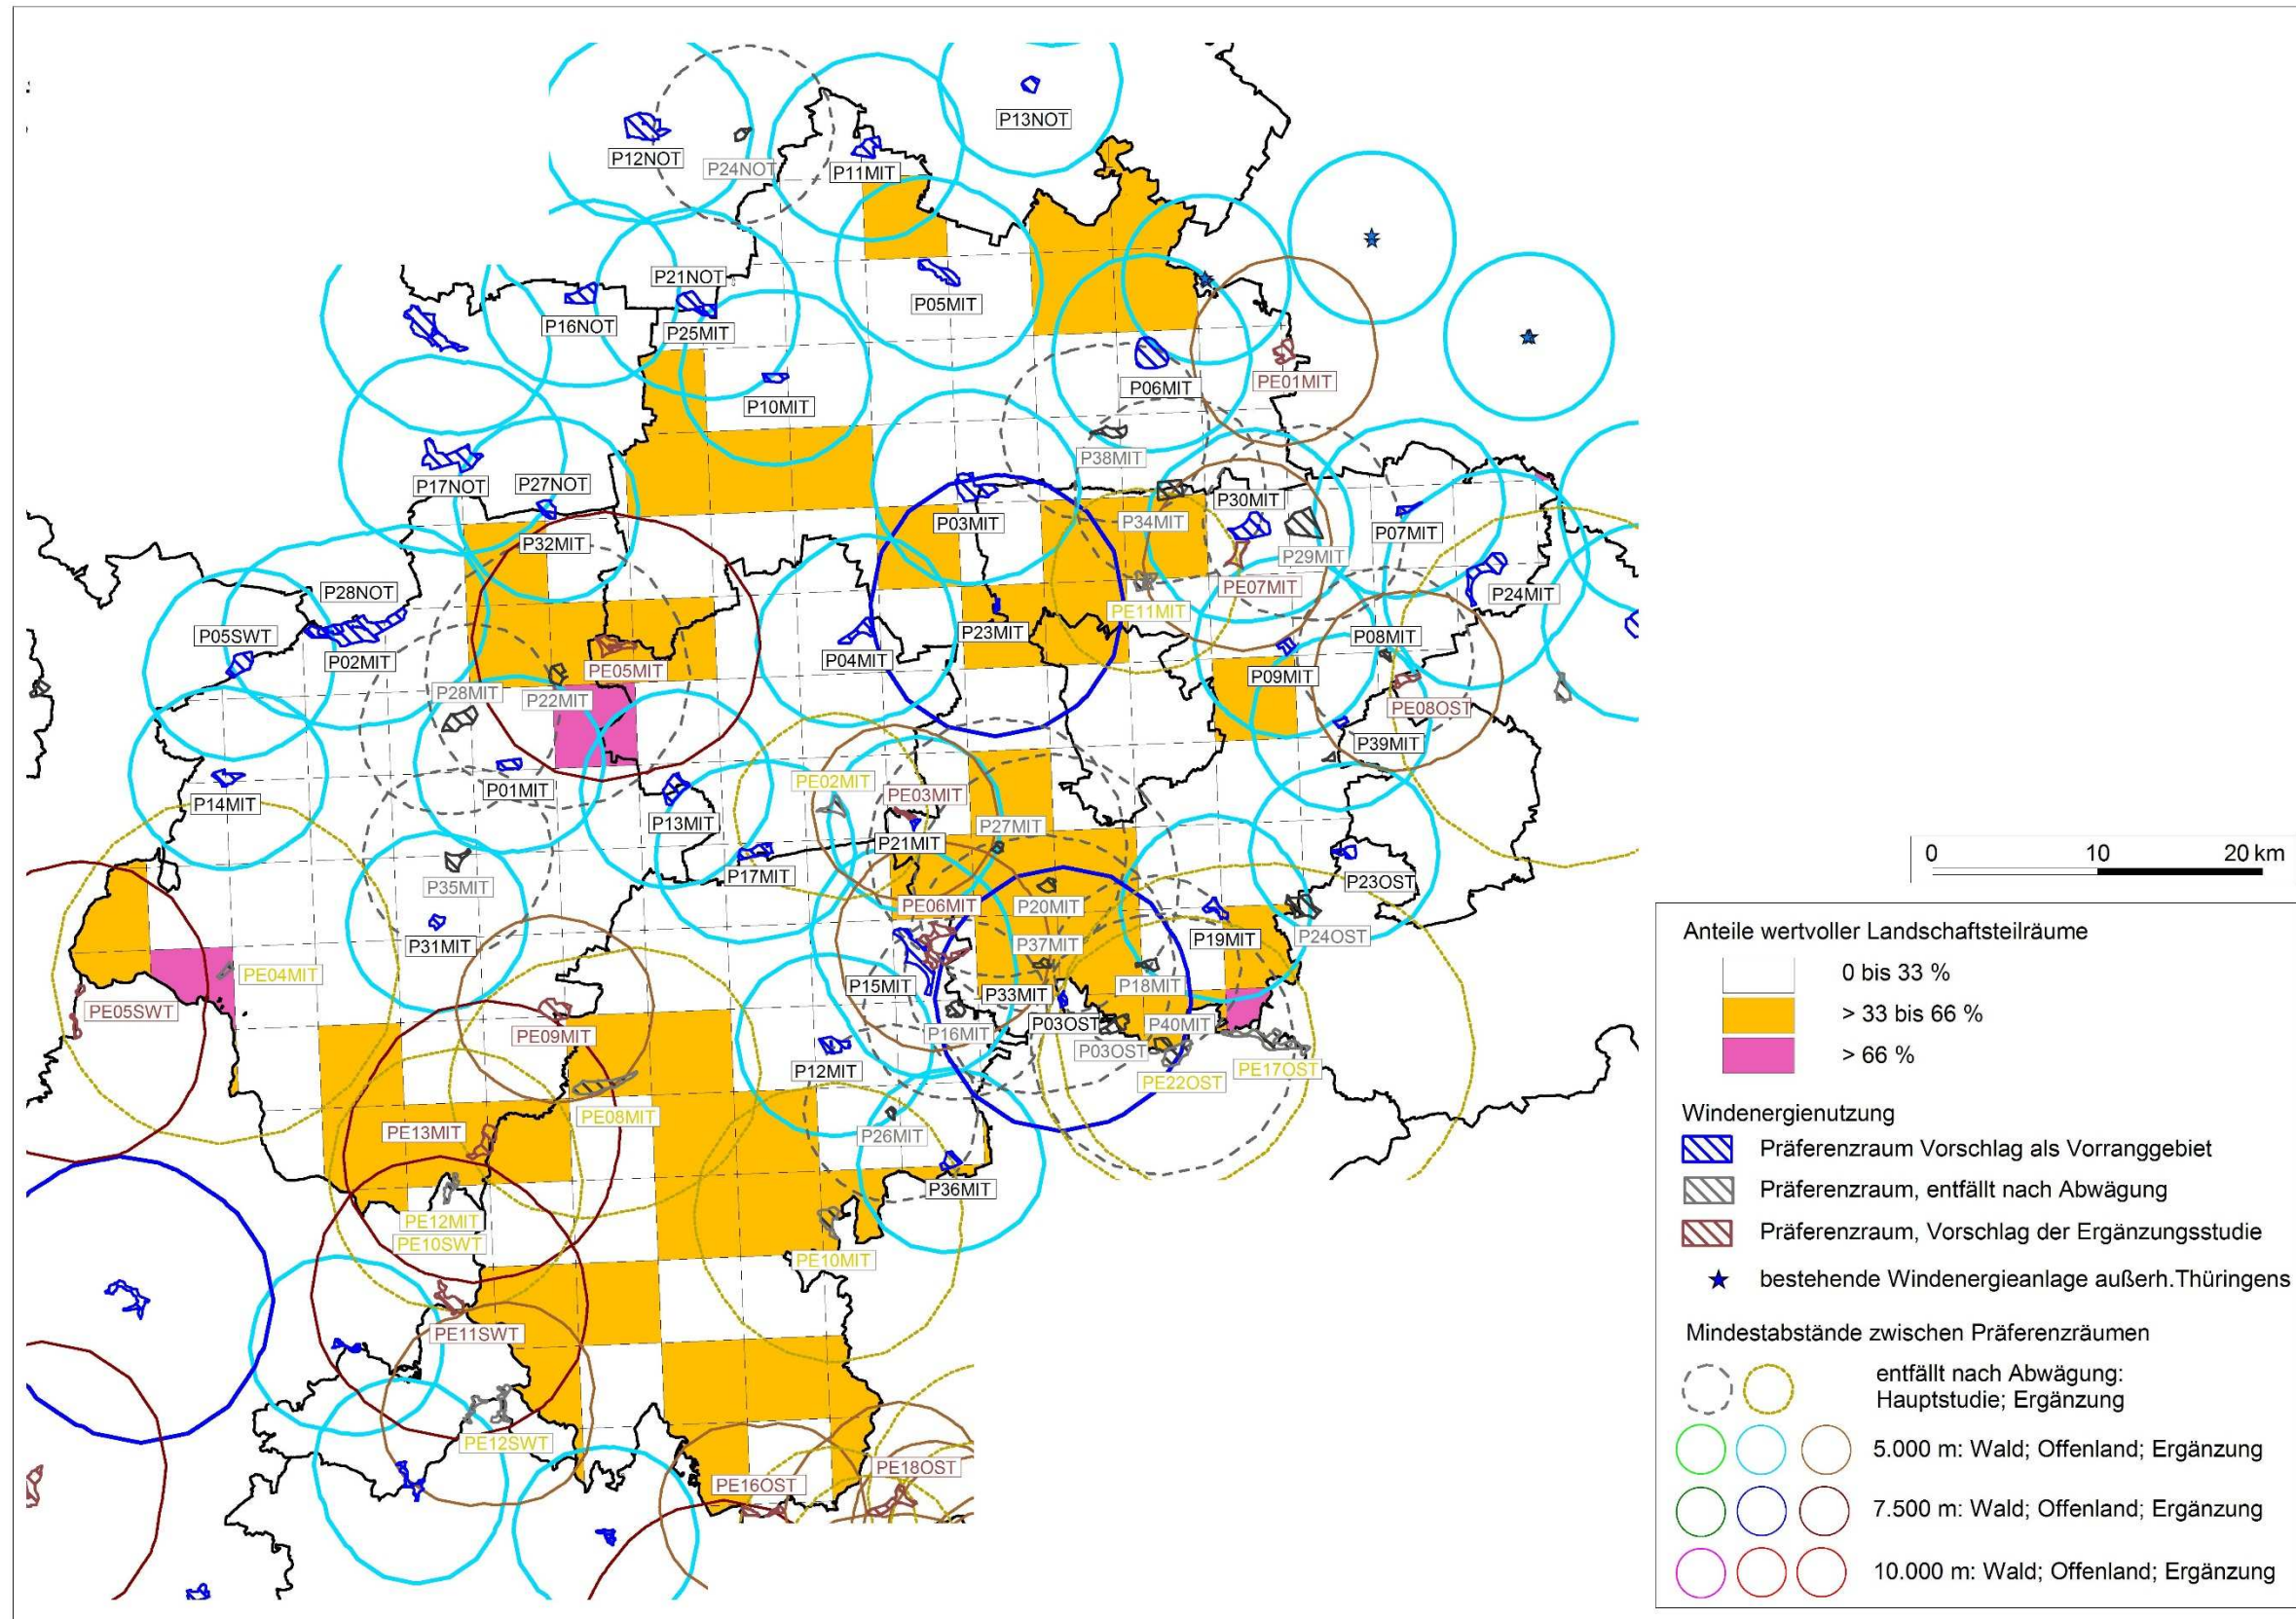 P13NOT
P12NOT
P24NOT
P11MIT
P21NOT
P05MIT
P16NOT
P25MIT
P06MIT
PE01MIT
P10MIT
P38MIT
P17NOT
P27NOT
P30MIT
P03MIT
P34MIT
P07MIT
P32MIT
P29MIT
PE07MIT
P28NOT
P24MIT
PE11MIT
P05SWT
P23MIT
P08MIT
P02MIT
P04MIT
PE05MIT
P09MIT
P28MIT
P22MIT
PE08OST
P39MIT
PE02MIT
P01MIT
PE03MIT
P14MIT
P13MIT
P27MIT
P21MIT
0 10 20 km
P17MIT
P23OST
P35MIT
PE06MIT
P20MIT
P31MIT
P37MIT
P19MIT
P24OST
PE04MIT
P15MIT
P33MIT
P18MIT
PE05SWT
PE09MIT
P16MIT
P03OST
P40MIT
P03OST
P12MIT
PE22OST
PE17OST
PE08MIT
PE13MIT
P26MIT
P36MIT
PE12MIT
PE10SWT
PE10MIT
PE11SWT
PE12SWT
PE16OST
PE18OST
Anteile wertvoller Landschaftsteilräume
0 bis 33 %
> 33 bis 66 %
> 66 %
Windenergienutzung
Präferenzraum Vorschlag als Vorranggebiet
Präferenzraum, entfällt nach Abwägung
Präferenzraum, Vorschlag der Ergänzungsstudie
bestehende Windenergieanlage außerh.Thüringens
Mindestabstände zwischen Präferenzräumen
entfällt nach Abwägung:
Hauptstudie; Ergänzung
5.000 m: Wald; Offenland; Ergänzung
7.500 m: Wald; Offenland; Ergänzung
10.000 m: Wald; Offenland; Ergänzung